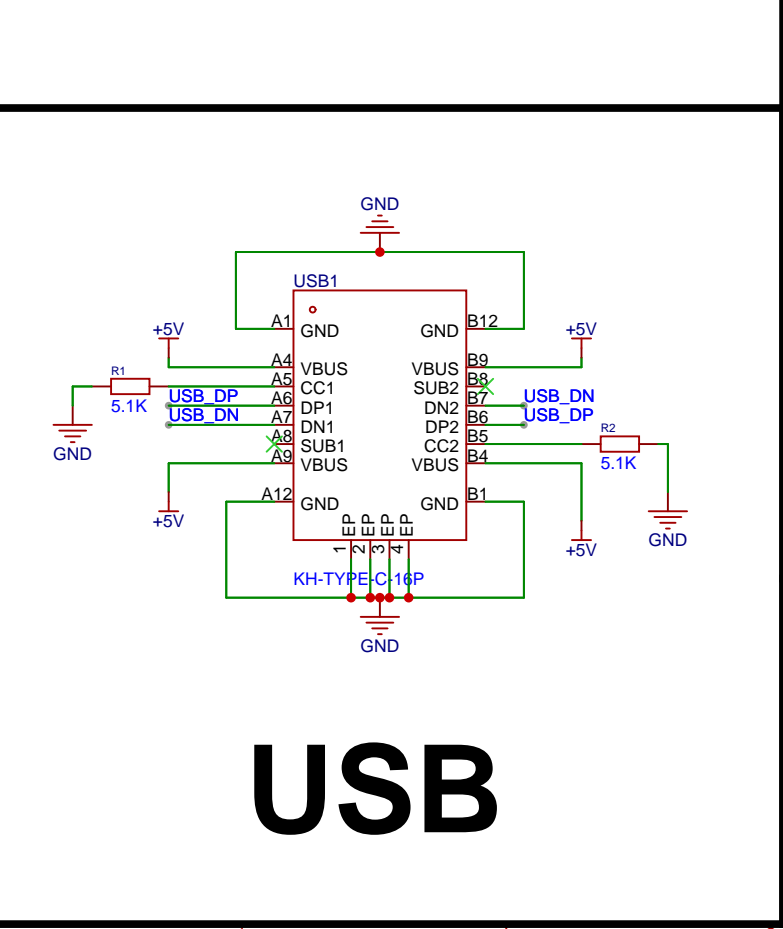 GND
USB1
A1 GND GND B12
+5V +5V
A4 VBUS VBUS B9
R1 A5 CC1 SUB2 B8
5.1K USB_DP A6 DP1 DN2 B7 USB_DN
USB_DN A7 DN1 DP2 B6 USB_DP
A8 SUB1 CC2 B5 R2
GND A9 VBUS VBUS B4 5.1K
A12 GND GND B1
+5V EP EP EP EP GND
1 2 3 4 +5V
KH-TYPE-C-16P
GND
USB